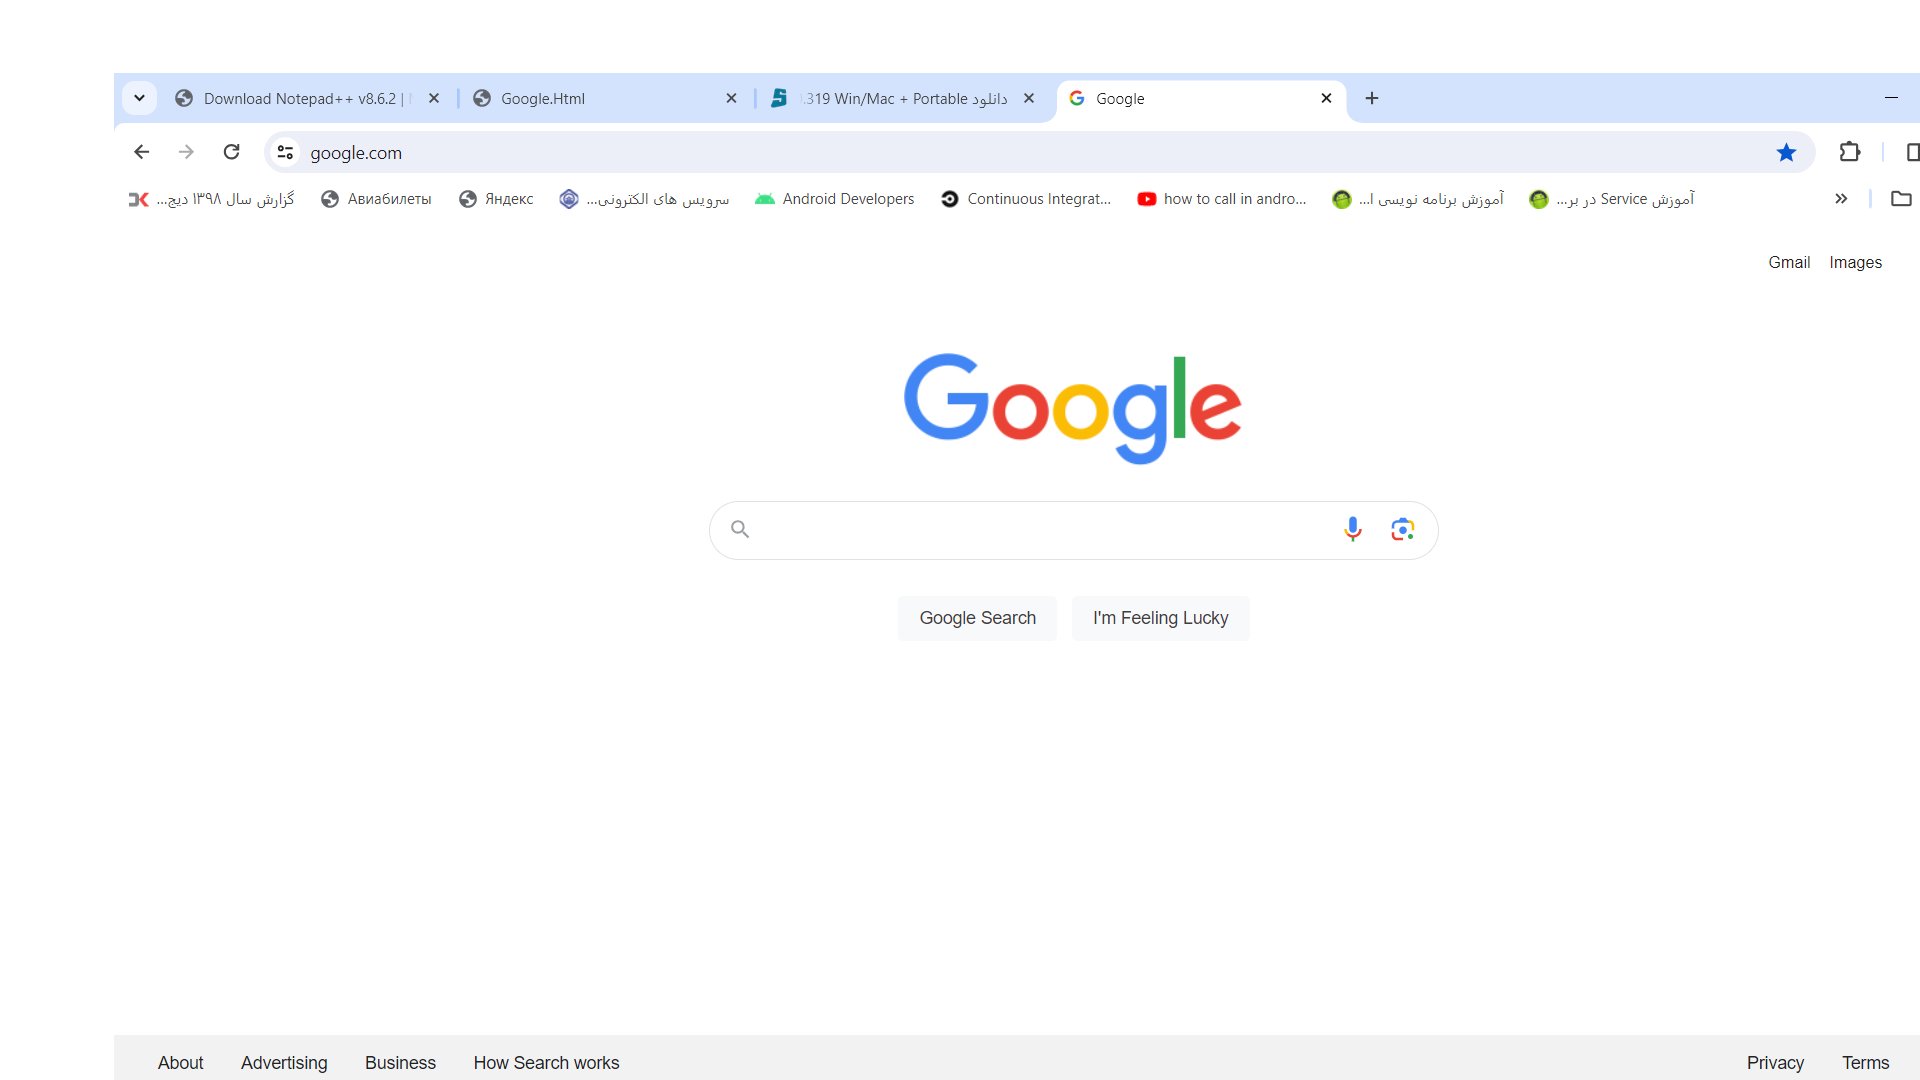 Download Notepad++ v8.6.2 |
Google.Html
دانلود 319 Win/Mac + Portable
Google
google.com
گزارش سال ۱۳۹۸ دیج...
Авиабилеты
Яндекс
سرویس های الکترونی...
Android Developers
Continuous Integrat...
how to call in andro...
آموزش برنامه نویسی ا...
آموزش Service در بر...
Gmail
Images
Google
Google Search
I'm Feeling Lucky
About
Advertising
Business
How Search works
Privacy
Terms